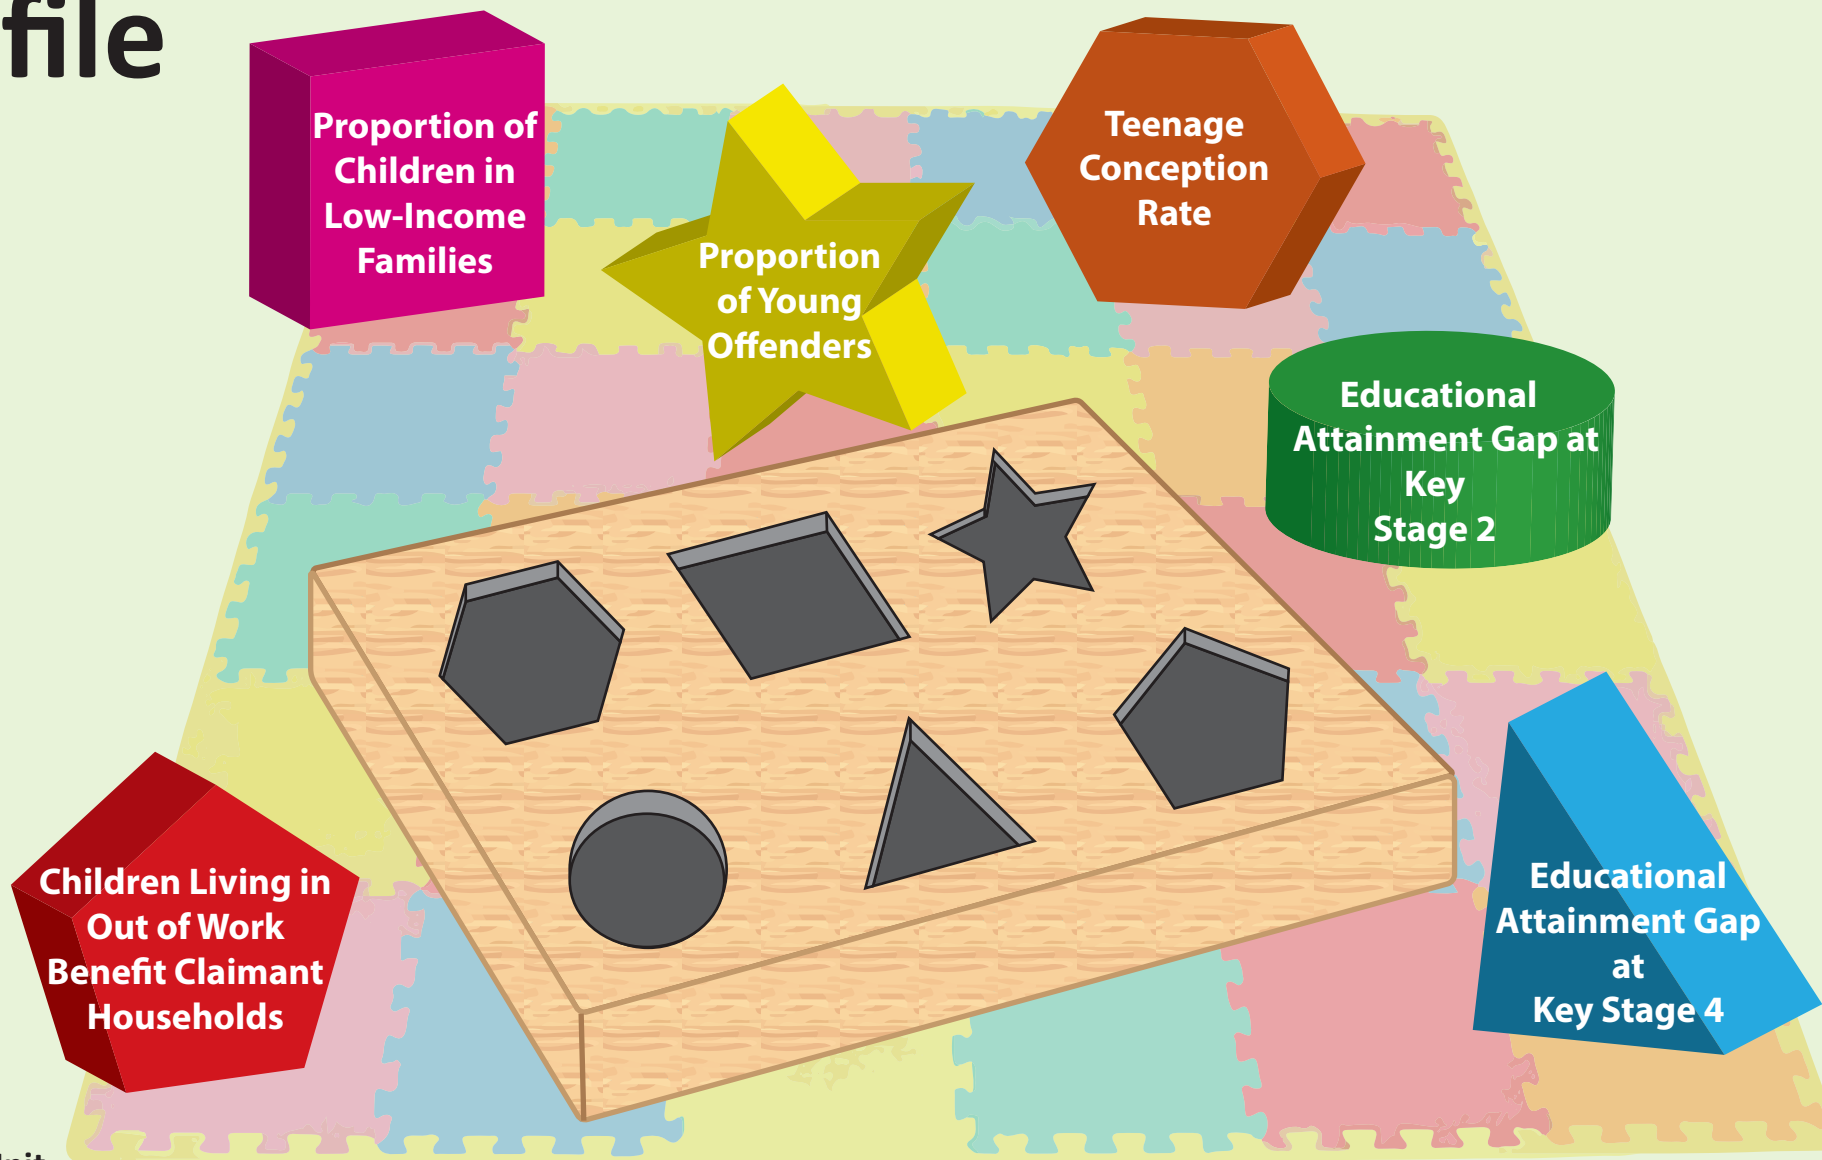 file
Proportion of
Children in
Low-Income
Families
Proportion
of Young
Offenders
Teenage
Conception
Rate
Educational
Attainment Gap at
Key
Stage 2
Children Living in
Out of Work
Benefit Claimant
Households
Educational
Attainment Gap
at
Key Stage 4